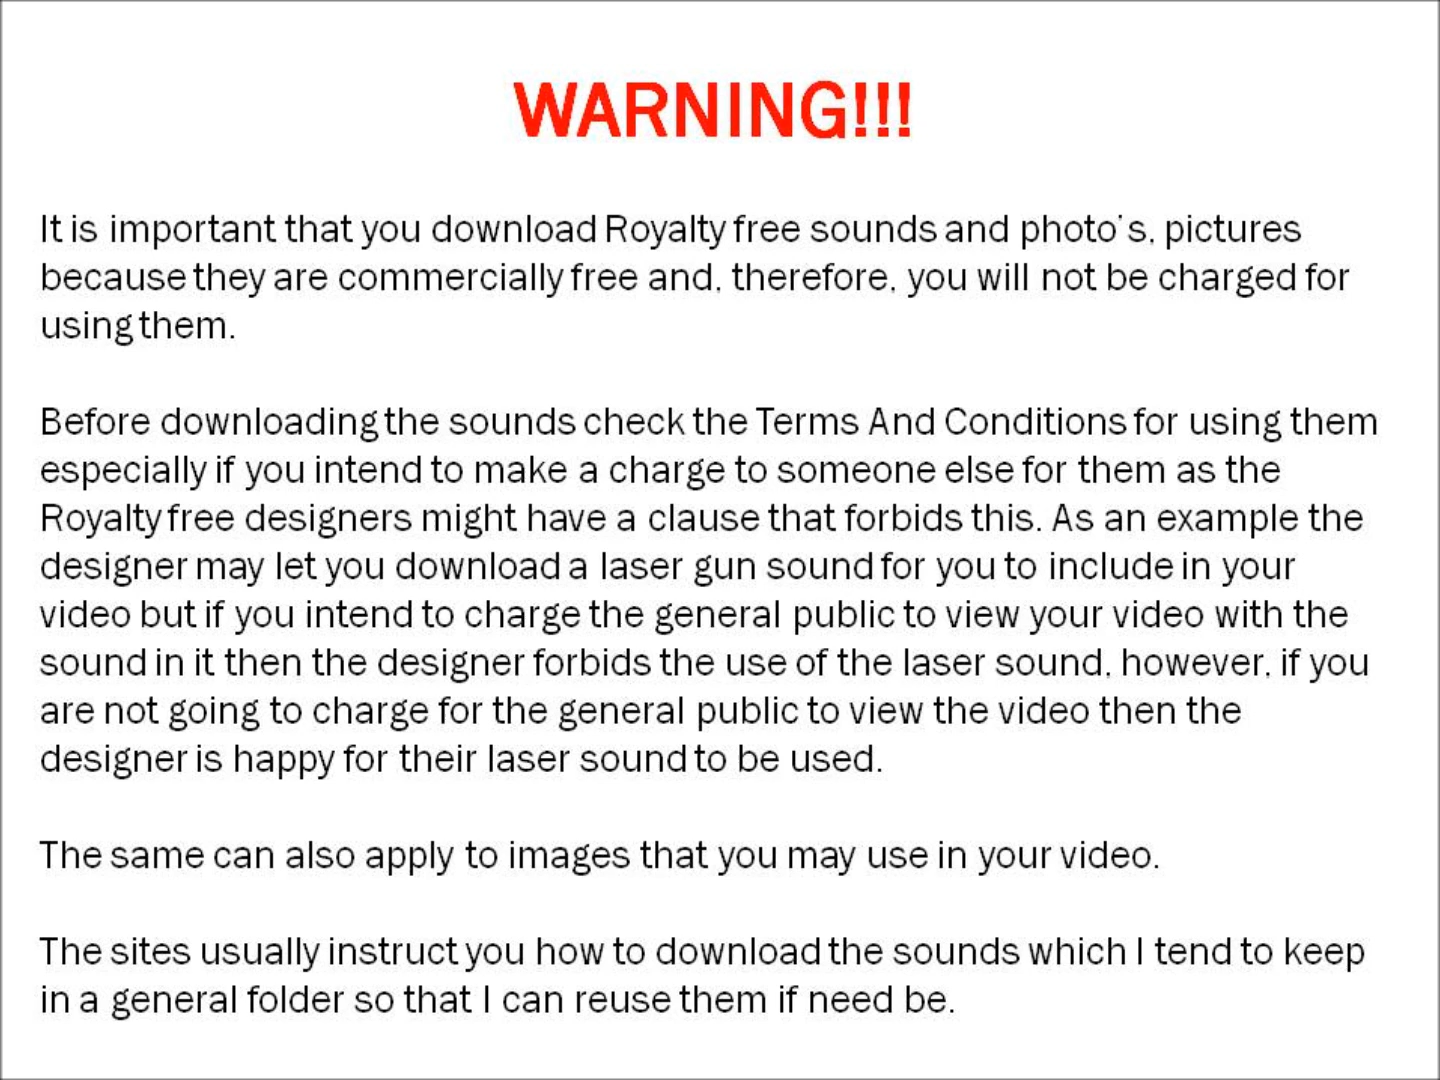 WARNING!!!
It is important that you download Royalty free sounds and photo's, pictures
because they are commercially free and, therefore, you will not be charged for
using them.
Before downloading the sounds check the Terms And Conditions for using them
especially if you intend to make a charge to someone else for them as the
Royalty free designers might have a clause that forbids this. As an example the
designer may let you download a laser gun sound for you to include in your
video but if you intend to charge the general public to view your video with the
sound in it then the designer forbids the use of the laser sound, however, if you
are not going to charge for the general public to view the video then the
designer is happy for their laser sound to be used.
The same can also apply to images that you may use in your video.
The sites usually instruct you how to download the sounds which I tend to keep
in a general folder so that I can reuse them if need be.